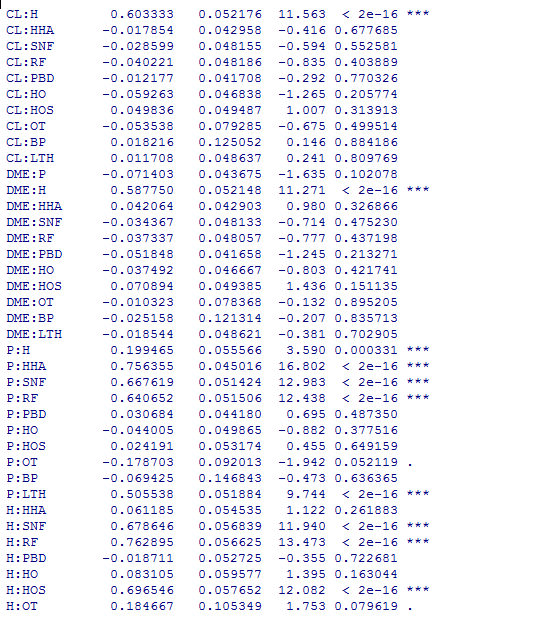 CL:H 0.603333 0.052176 11.563 < 2e-16 ***
CL:HHA -0.017854 0.042958 -0.416 0.677685
CL:SNF -0.028599 0.048155 -0.594 0.552581
CL:RF -0.040221 0.048186 -0.835 0.403889
CL:PBD -0.012177 0.041708 -0.292 0.770326
CL:HO -0.059263 0.046838 -1.265 0.205774
CL:HOS 0.049836 0.049487 1.007 0.313913
CL:OT -0.053538 0.079285 -0.675 0.499514
CL:BP 0.018216 0.125052 0.146 0.884186
CL:LTH 0.011708 0.048637 0.241 0.809769
DME:P -0.071403 0.043675 -1.635 0.102078
DME:H 0.587750 0.052148 11.271 < 2e-16 ***
DME:HHA 0.042064 0.042903 0.980 0.326866
DME:SNF -0.034367 0.048133 -0.714 0.475230
DME:RF -0.037337 0.048057 -0.777 0.437198
DME:PBD -0.051848 0.041658 -1.245 0.213271
DME:HO -0.037492 0.046667 -0.803 0.421741
DME:HOS 0.070894 0.049385 1.436 0.151135
DME:OT -0.010323 0.078368 -0.132 0.895205
DME:BP -0.025158 0.121314 -0.207 0.835713
DME:LTH -0.018544 0.048621 -0.381 0.702905
P:H 0.199465 0.055566 3.590 0.000331 ***
P:HHA 0.756355 0.045016 16.802 < 2e-16 ***
P:SNF 0.667619 0.051424 12.983 < 2e-16 ***
P:RF 0.640652 0.051506 12.438 < 2e-16 ***
P:PBD 0.030684 0.044180 0.695 0.487350
P:HO -0.044005 0.049865 -0.882 0.377516
P:HOS 0.024191 0.053174 0.455 0.649159
P:OT -0.178703 0.092013 -1.942 0.052119 .
P:BP -0.069425 0.146843 -0.473 0.636365
P:LTH 0.505538 0.051884 9.744 < 2e-16 ***
H:HHA 0.061185 0.054535 1.122 0.261883
H:SNF 0.678646 0.056839 11.940 < 2e-16 ***
H:RF 0.762895 0.056625 13.473 < 2e-16 ***
H:PBD -0.018711 0.052725 -0.355 0.722681
H:HO 0.083105 0.059577 1.395 0.163044
H:HOS 0.696546 0.057652 12.082 < 2e-16 ***
H:OT 0.184667 0.105349 1.753 0.079619 .